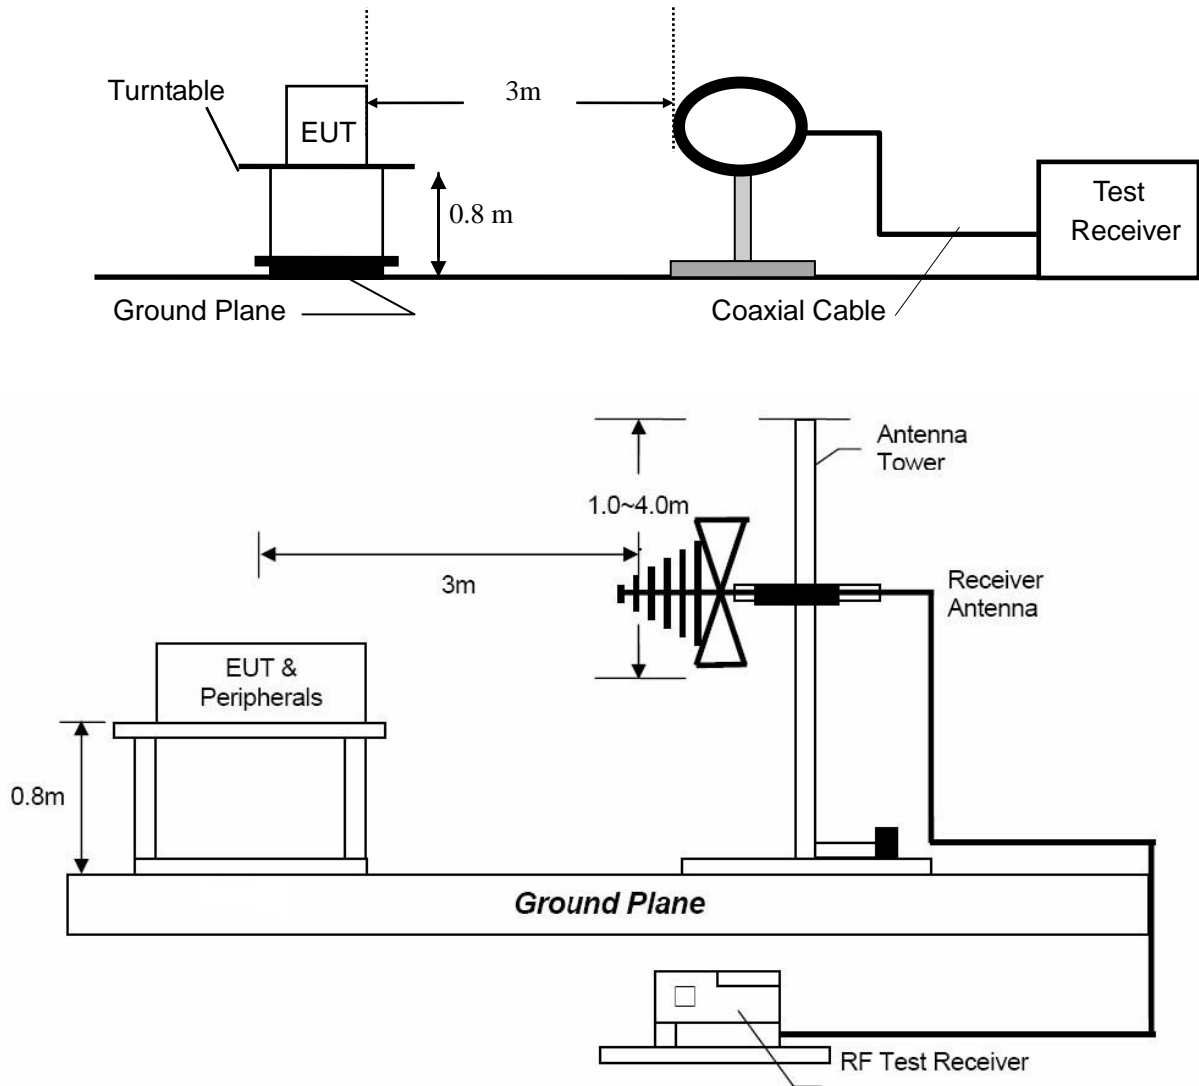 3m
Turntable
EUT
Test
Receiver
0.8 m
Ground Plane
Coaxial Cable
Antenna
Tower
1.0~4.0m
3m
Receiver
Antenna
EUT &
Peripherals
0.8m
Ground Plane
RF Test Receiver